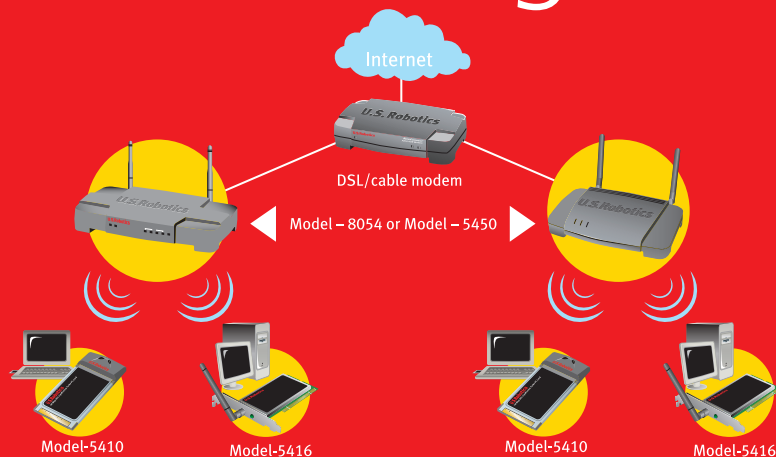 Internet
U.S. Robotics
DSL/cable modem
U.S.Robotics
U.S.Robotics
Model – 8054 or Model – 5450
Model-5410
Model-5416
Model-5410
Model-5416